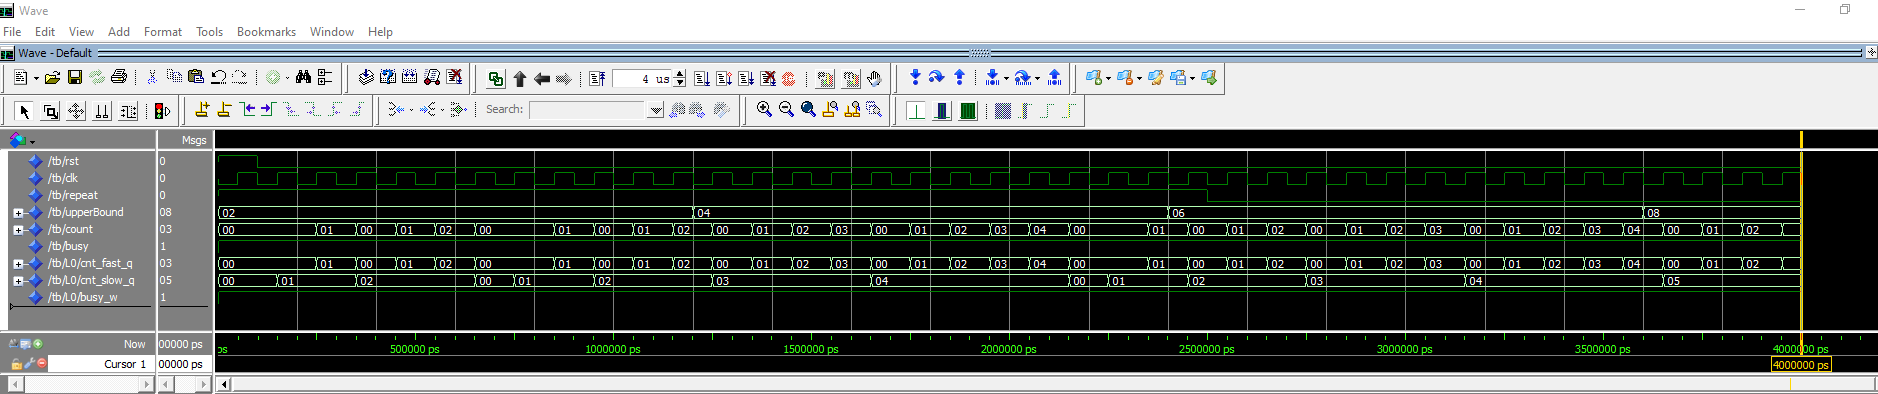 Wave
File Edit View Add Format Tools Bookmarks Window Help
Wave - Default
4 us
Search:
Msgs
/tb/rst 0
/tb/clk 0
/tb/repeat 0
/tb/upperBound 08 02 04 06 08
/tb/count 03 00 01 00 01 02 00 01 00 01 02 00 01 02 03 00 01 02 03 04 00 01 00 01 02 00 01 02 03 00 01 02 03 04 00 01 02
/tb/busy 1
/tb/L0/cnt_fast_q 03 00 01 00 01 02 00 01 00 01 02 00 01 02 03 00 01 02 03 04 00 01 00 01 02 00 01 02 03 00 01 02 03 04 00 01 02
/tb/L0/cnt_slow_q 05 00 01 02 00 01 02 03 04 00 01 02 03 04 05
/tb/L0/busy_w 1
Now 00000 ps ps 500000 ps 1000000 ps 1500000 ps 2000000 ps 2500000 ps 3000000 ps 3500000 ps 4000000 ps
Cursor 1 00000 ps 4000000 ps